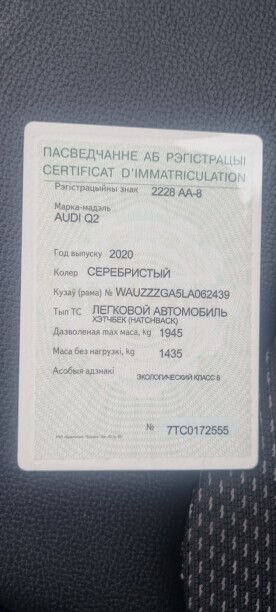 ПАСВЕДЧАННЕ АБ РЭГІСТРАЦЫІ
CERTIFICAT D'IMMATRICULATION
Рэгістрацыйны знак 2228 АА-8
Марка-мадэль
AUDI Q2
Год выпуску 2020
Колер СЕРЕБРИСТЫЙ
Кузаў (рама) № WAUZZZGA5LA062439
Тып ТС ЛЕГКОВОЙ АВТОМОБИЛЬ
ХЭТЧБЕК (HATCHBACK)
Дазволеная max маса, kg 1945
Маса без нагрузкі, kg 1435
Асобыя адзнакі
ЭКОЛОГИЧЕСКИЙ КЛАСС 6
№ 7TC0172555